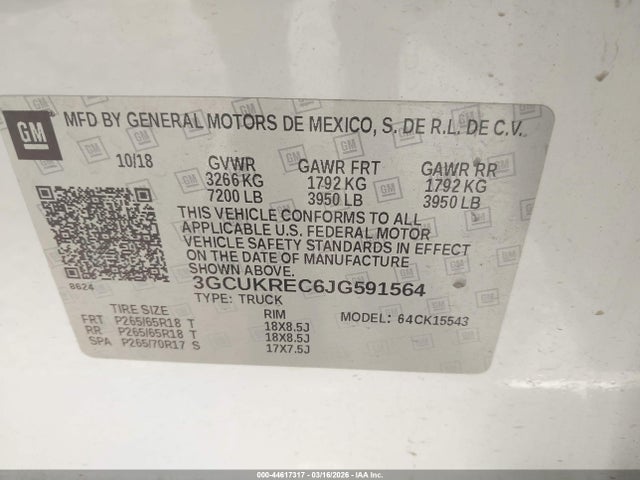 GM
MFD BY GENERAL MOTORS DE MEXICO, S. DE R.L. DE C.V.
10/18 GVWR GAWR FRT GAWR RR
3266 KG 1792 KG 1792 KG
7200 LB 3950 LB 3950 LB
THIS VEHICLE CONFORMS TO ALL
APPLICABLE U.S. FEDERAL MOTOR
VEHICLE SAFETY STANDARDS IN EFFECT
ON THE DATE OF MANUFACTURE
SHOWN ABOVE.
8624 3GCUKREC6JG591564
TYPE: TRUCK
TIRE SIZE RIM MODEL: 64CK15543
FRT P265/65R18 T 18X8.5J
RR P265/65R18 T 18X8.5J
SPA P265/70R17 S 17X7.5J
000-44617317 - 03/16/2026 - IAA Inc.